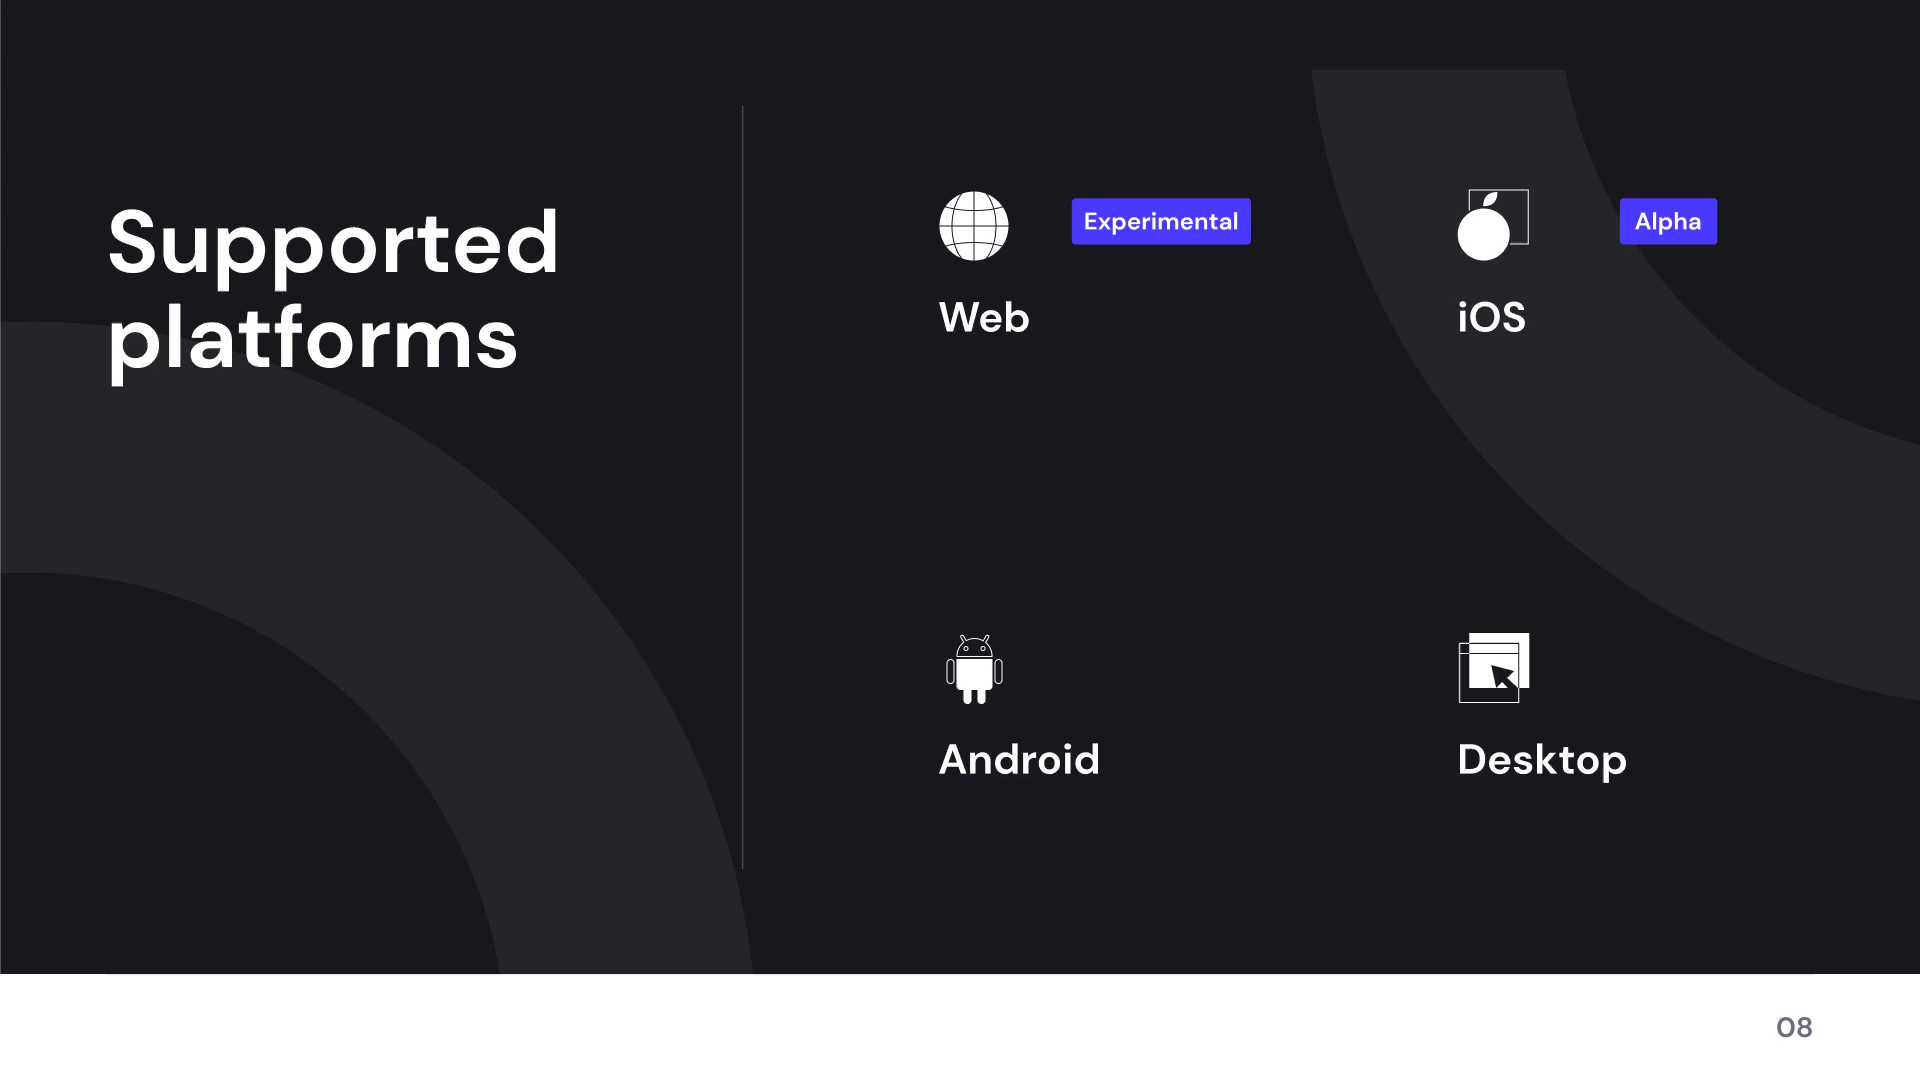 Supported
platforms
Experimental
Web
Alpha
iOS
Android
Desktop
08